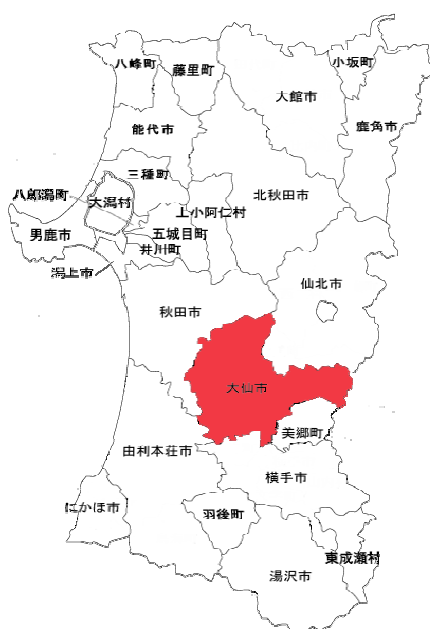 八峰町
藤里町
小坂町
大館市
鹿角市
能代市
三種町
八郎潟町
大潟村
北秋田市
上小阿仁村
男鹿市
五城目町
井川町
潟上市
仙北市
秋田市
大仙市
美郷町
由利本荘市
横手市
にかほ市
羽後町
東成瀬村
湯沢市